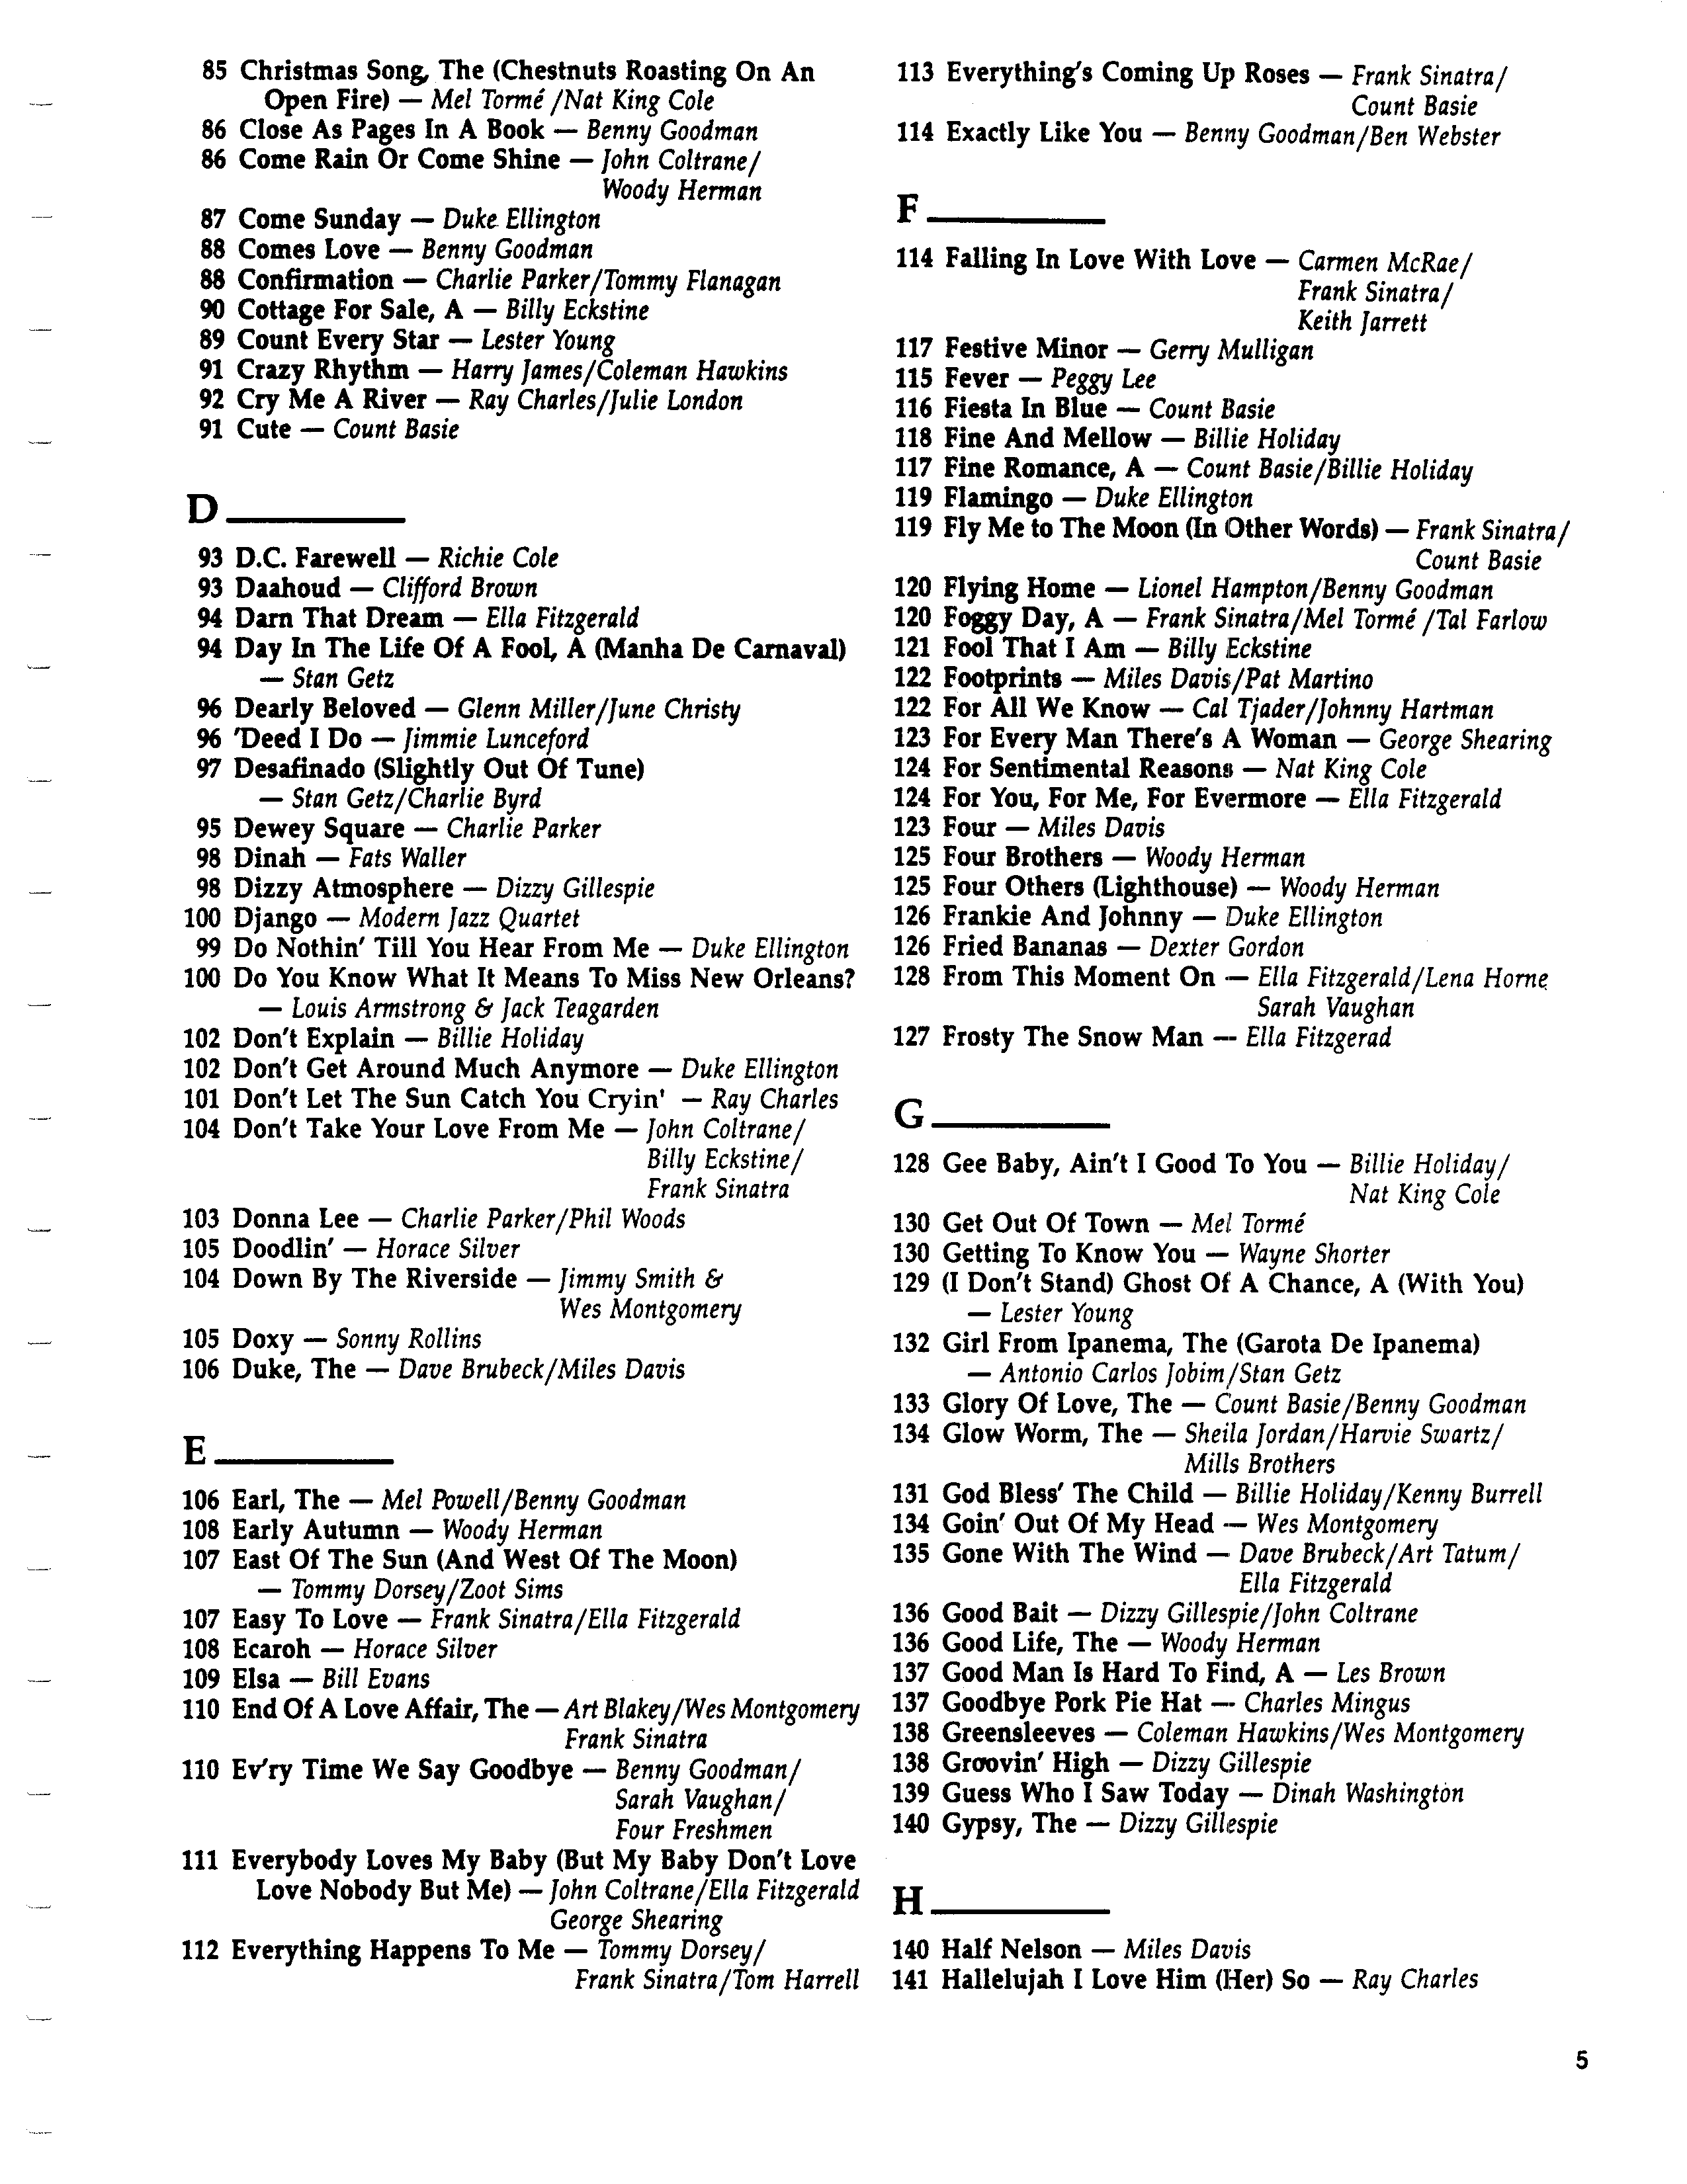 85 Christmas Song, The (Chestnuts Roasting On An
Open Fire) — Mel Tormé /Nat King Cole
86 Close As Pages In A Book — Benny Goodman
86 Come Rain Or Come Shine — John Coltrane/
Woody Herman
87 Come Sunday — Duke Ellington
88 Comes Love — Benny Goodman
88 Confirmation — Charlie Parker/Tommy Flanagan
90 Cottage For Sale, A — Billy Eckstine
89 Count Every Star — Lester Young
91 Crazy Rhythm — Harry James/Coleman Hawkins
92 Cry Me A River — Ray Charles/Julie London
91 Cute — Count Basie
D
93 D.C. Farewell — Richie Cole
93 Daahoud — Clifford Brown
94 Darn That Dream — Ella Fitzgerald
94 Day In The Life Of A Fool, A (Manha De Carnaval)
— Stan Getz
96 Dearly Beloved — Glenn Miller/June Christy
96 'Deed I Do — Jimmie Lunceford
97 Desafinado (Slightly Out Of Tune)
— Stan Getz/Charlie Byrd
95 Dewey Square — Charlie Parker
98 Dinah — Fats Waller
98 Dizzy Atmosphere — Dizzy Gillespie
100 Django — Modern Jazz Quartet
99 Do Nothin' Till You Hear From Me — Duke Ellington
100 Do You Know What It Means To Miss New Orleans?
— Louis Armstrong & Jack Teagarden
102 Don't Explain — Billie Holiday
102 Don't Get Around Much Anymore — Duke Ellington
101 Don't Let The Sun Catch You Cryin' — Ray Charles
104 Don't Take Your Love From Me — John Coltrane/
Billy Eckstine/
Frank Sinatra
103 Donna Lee — Charlie Parker/Phil Woods
105 Doodlin' — Horace Silver
104 Down By The Riverside — Jimmy Smith &
Wes Montgomery
105 Doxy — Sonny Rollins
106 Duke, The — Dave Brubeck/Miles Davis
E
106 Earl, The — Mel Powell/Benny Goodman
108 Early Autumn — Woody Herman
107 East Of The Sun (And West Of The Moon)
— Tommy Dorsey/Zoot Sims
107 Easy To Love — Frank Sinatra/Ella Fitzgerald
108 Ecaroh — Horace Silver
109 Elsa — Bill Evans
110 End Of A Love Affair, The — Art Blakey/Wes Montgomery
Frank Sinatra
110 Ev'ry Time We Say Goodbye — Benny Goodman/
Sarah Vaughan/
Four Freshmen
111 Everybody Loves My Baby (But My Baby Don't Love
Love Nobody But Me) — John Coltrane/Ella Fitzgerald
George Shearing
112 Everything Happens To Me — Tommy Dorsey/
Frank Sinatra/Tom Harrell
113 Everything's Coming Up Roses — Frank Sinatra/
Count Basie
114 Exactly Like You — Benny Goodman/Ben Webster
F
114 Falling In Love With Love — Carmen McRae/
Frank Sinatra/
Keith Jarrett
117 Festive Minor — Gerry Mulligan
115 Fever — Peggy Lee
116 Fiesta In Blue — Count Basie
118 Fine And Mellow — Billie Holiday
117 Fine Romance, A — Count Basie/Billie Holiday
119 Flamingo — Duke Ellington
119 Fly Me to The Moon (In Other Words) — Frank Sinatra/
Count Basie
120 Flying Home — Lionel Hampton/Benny Goodman
120 Foggy Day, A — Frank Sinatra/Mel Tormé /Tal Farlow
121 Fool That I Am — Billy Eckstine
122 Footprints — Miles Davis/Pat Martino
122 For All We Know — Cal Tjader/Johnny Hartman
123 For Every Man There's A Woman — George Shearing
124 For Sentimental Reasons — Nat King Cole
124 For You, For Me, For Evermore — Ella Fitzgerald
123 Four — Miles Davis
125 Four Brothers — Woody Herman
125 Four Others (Lighthouse) — Woody Herman
126 Frankie And Johnny — Duke Ellington
126 Fried Bananas — Dexter Gordon
128 From This Moment On — Ella Fitzgerald/Lena Horne
Sarah Vaughan
127 Frosty The Snow Man — Ella Fitzgerad
G
128 Gee Baby, Ain't I Good To You — Billie Holiday/
Nat King Cole
130 Get Out Of Town — Mel Tormé
130 Getting To Know You — Wayne Shorter
129 (I Don't Stand) Ghost Of A Chance, A (With You)
— Lester Young
132 Girl From Ipanema, The (Garota De Ipanema)
— Antonio Carlos Jobim/Stan Getz
133 Glory Of Love, The — Count Basie/Benny Goodman
134 Glow Worm, The — Sheila Jordan/Harvie Swartz/
Mills Brothers
131 God Bless' The Child — Billie Holiday/Kenny Burrell
134 Goin' Out Of My Head — Wes Montgomery
135 Gone With The Wind — Dave Brubeck/Art Tatum/
Ella Fitzgerald
136 Good Bait — Dizzy Gillespie/John Coltrane
136 Good Life, The — Woody Herman
137 Good Man Is Hard To Find, A — Les Brown
137 Goodbye Pork Pie Hat — Charles Mingus
138 Greensleeves — Coleman Hawkins/Wes Montgomery
138 Groovin' High — Dizzy Gillespie
139 Guess Who I Saw Today — Dinah Washington
140 Gypsy, The — Dizzy Gillespie
H
140 Half Nelson — Miles Davis
141 Hallelujah I Love Him (Her) So — Ray Charles
5